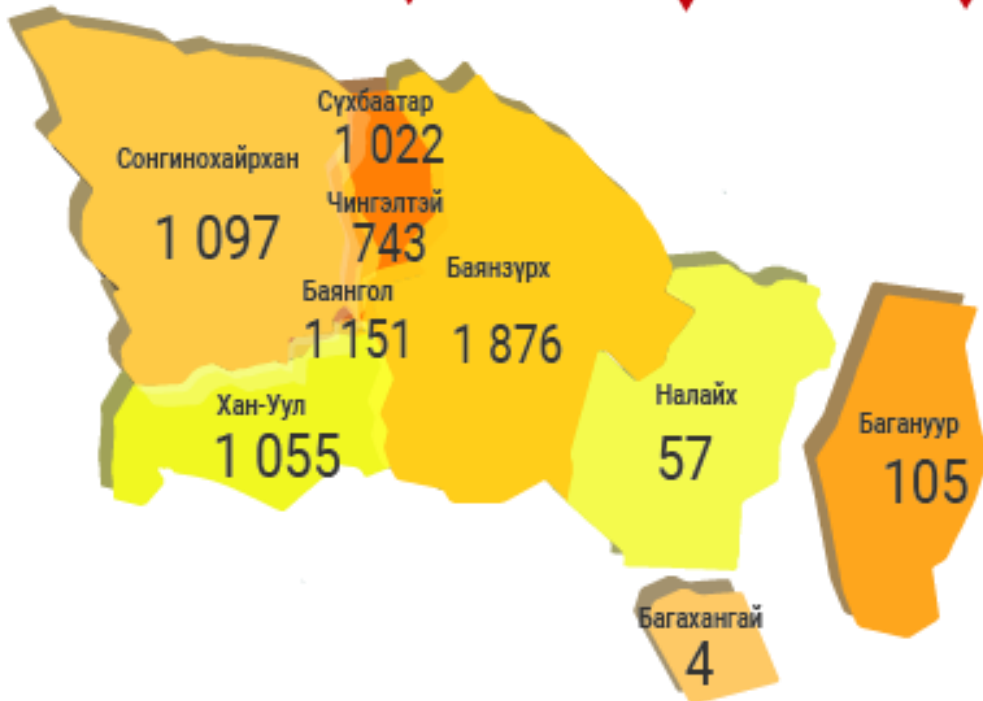 Сүхбаатар
1 022
Сонгинохайрхан
1 097
Чингэлтэй
743
Баянзүрх
1 876
Баянгол
1 151
Хан-Уул
1 055
Налайх
57
Багануур
105
Багахангай
4